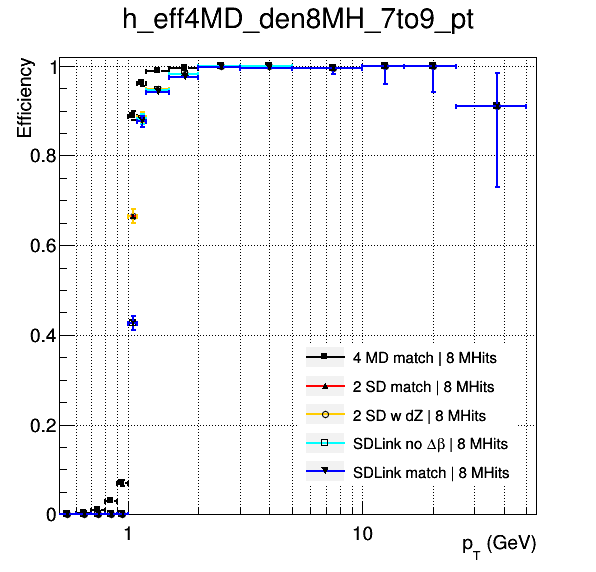 h_eff4MD_den8MH_7to9_pt
Efficiency
1
0.8
0.6
0.4
0.2
0
4 MD match | 8 MHits
2 SD match | 8 MHits
2 SD w dZ | 8 MHits
SDLink no Δβ | 8 MHits
SDLink match | 8 MHits
1 10
p_T (GeV)